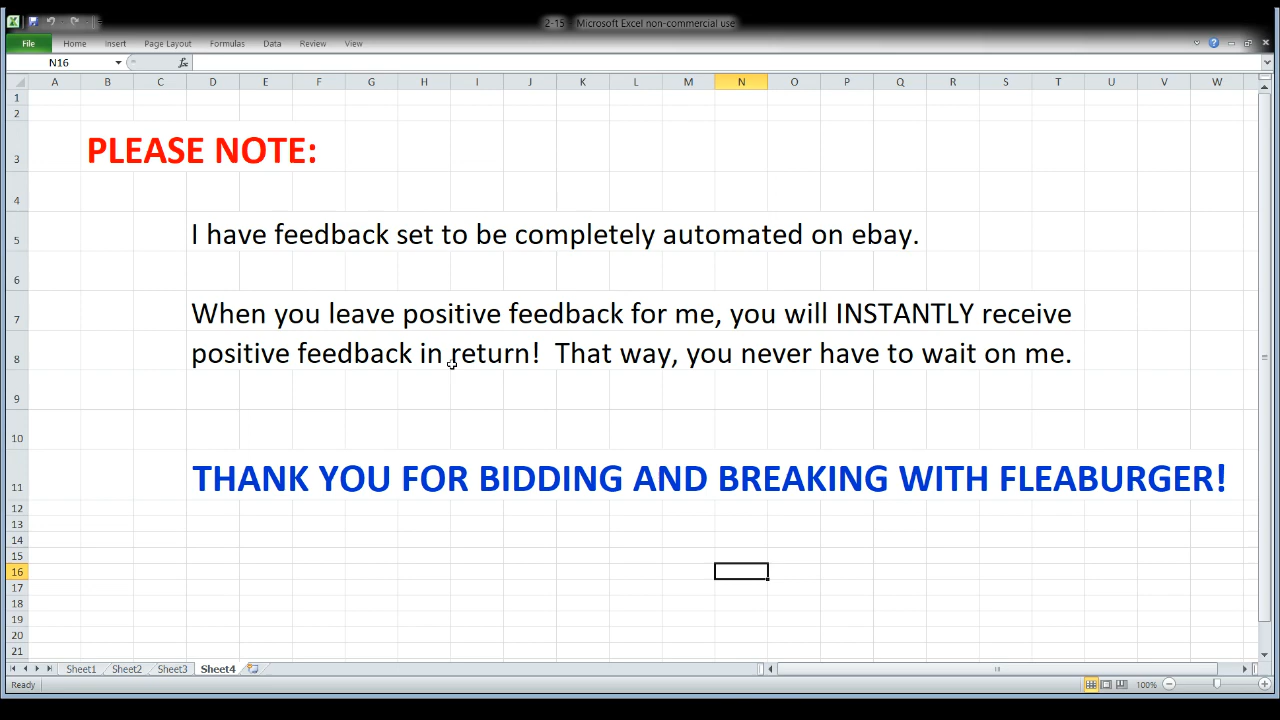 2-15 - Microsoft Excel non-commercial use
File Home Insert Page Layout Formulas Data Review View
N16 fx
A B C D E F G H I J K L M N O P Q R S T U V W
1
2
3 PLEASE NOTE:
4
5 I have feedback set to be completely automated on ebay.
6
7 When you leave positive feedback for me, you will INSTANTLY receive
8 positive feedback in return!  That way, you never have to wait on me.
9
10
11 THANK YOU FOR BIDDING AND BREAKING WITH FLEABURGER!
12
13
14
15
16
17
18
19
20
21
Sheet1 Sheet2 Sheet3 Sheet4
Ready 100%